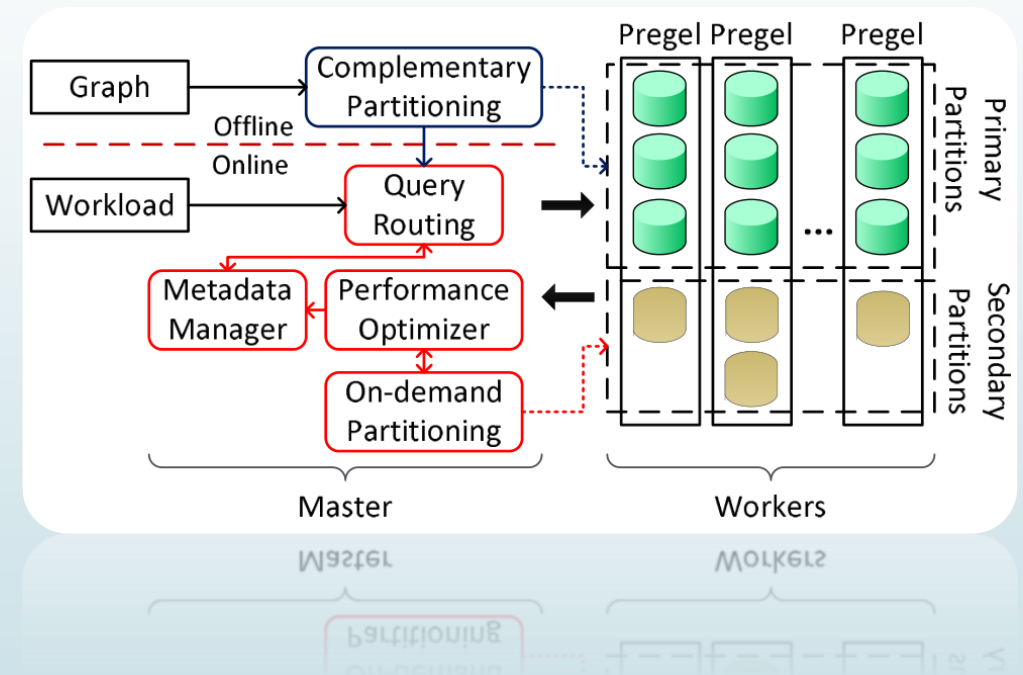 Pregel Pregel Pregel
Graph
Complementary
Partitioning
Offline
Online
Workload
Query
Routing
Metadata
Manager
Performance
Optimizer
On-demand
Partitioning
...
Primary
Partitions
Secondary
Partitions
Master
Workers